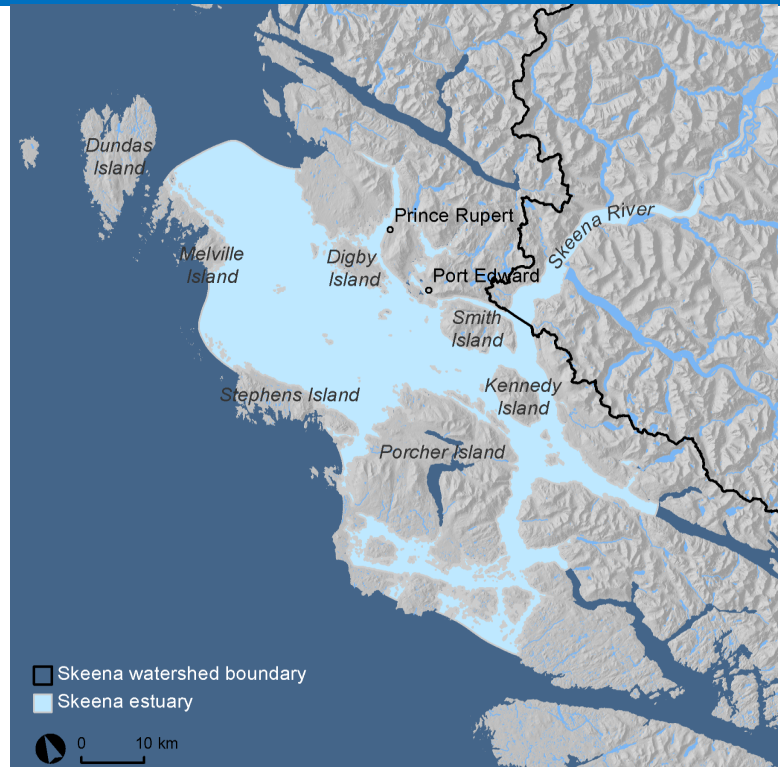 Dundas
Island
Prince Rupert
Skeena River
Melville
Island
Digby
Island
Port Edward
Smith
Island
Stephens Island
Kennedy
Island
Porcher Island
Skeena watershed boundary
Skeena estuary
0 10 km